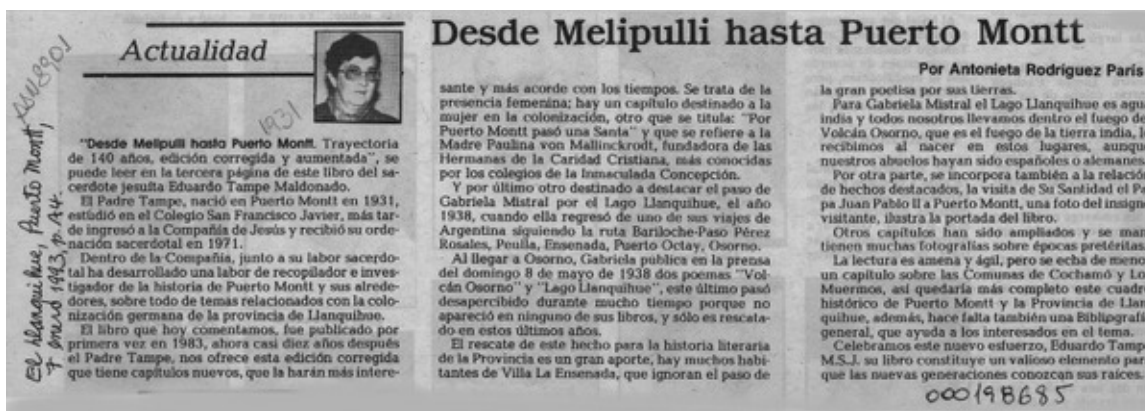 Actualidad
Desde Melipulli hasta Puerto Montt
Por Antonieta Rodríguez París
"Desde Melipulli hasta Puerto Montt. Trayectoria
de 140 años, edición corregida y aumentada", se
puede leer en la tercera página de este libro del sa-
cerdote jesuíta Eduardo Tampe Maldonado.
El Padre Tampe, nació en Puerto Montt en 1931,
estudió en el Colegio San Francisco Javier, más tar-
de ingresó a la Compañía de Jesús y recibió su orde-
nación sacerdotal en 1971.
Dentro de la Compañía, junto a su labor sacerdo-
tal ha desarrollado una labor de recopilador e inves-
tigador de la historia de Puerto Montt y sus alrede-
dores, sobre todo de temas relacionados con la colo-
nización germana de la provincia de Llanquihue.
El libro que hoy comentamos, fue publicado por
primera vez en 1983, ahora casi diez años después
el Padre Tampe, nos ofrece esta edición corregida
que tiene capítulos nuevos, que la harán más intere-
sante y más acorde con los tiempos. Se trata de la
presencia femenina; hay un capítulo destinado a la
mujer en la colonización, otro que se titula: "Por
Puerto Montt pasó una Santa" y que se refiere a la
Madre Paulina von Mallinckrodt, fundadora de las
Hermanas de la Caridad Cristiana, más conocidas
por los colegios de la Inmaculada Concepción.
Y por último otro destinado a destacar el paso de
Gabriela Mistral por el Lago Llanquihue, el año
1938, cuando ella regresó de uno de sus viajes de
Argentina siguiendo la ruta Bariloche-Paso Pérez
Rosales, Peulla, Ensenada, Puerto Octay, Osorno.
Al llegar a Osorno, Gabriela publica en la prensa
del domingo 8 de mayo de 1938 dos poemas "Vol-
cán Osorno" y "Lago Llanquihue", este último pasó
desapercibido durante mucho tiempo porque no
apareció en ninguno de sus libros, y sólo es rescata-
do en estos últimos años.
El rescate de este hecho para la historia literaria
de la Provincia es un gran aporte, hay muchos habi-
tantes de Villa La Ensenada, que ignoran el paso de
la gran poetisa por sus tierras.
Para Gabriela Mistral el Lago Llanquihue es agua
india y todos nosotros llevamos dentro el fuego de
Volcán Osorno, que es el fuego de la tierra india, l
recibimos al nacer en estos lugares, aunque
nuestros abuelos hayan sido españoles o alemanes
Por otra parte, se incorpora también a la relación
de hechos destacados, la visita de Su Santidad el Pa
pa Juan Pablo II a Puerto Montt, una foto del insigne
visitante, ilustra la portada del libro.
Otros capítulos han sido ampliados y se man
tienen muchas fotografías sobre épocas pretéritas
La lectura es amena y ágil, pero se echa de menos
un capítulo sobre las Comunas de Cochamó y Los
Muermos, así quedaría más completo este cuadro
histórico de Puerto Montt y la Provincia de Llan
quihue, además, hace falta también una Bibligrafía
general, que ayuda a los interesados en el tema.
Celebramos este nuevo esfuerzo, Eduardo Tampe
M.S.J. su libro constituye un valioso elemento para
que las nuevas generaciones conozcan sus raíces.
El Llanquihue, Puerto Montt,
7 enero 1993, p. A4.
1931
000198685